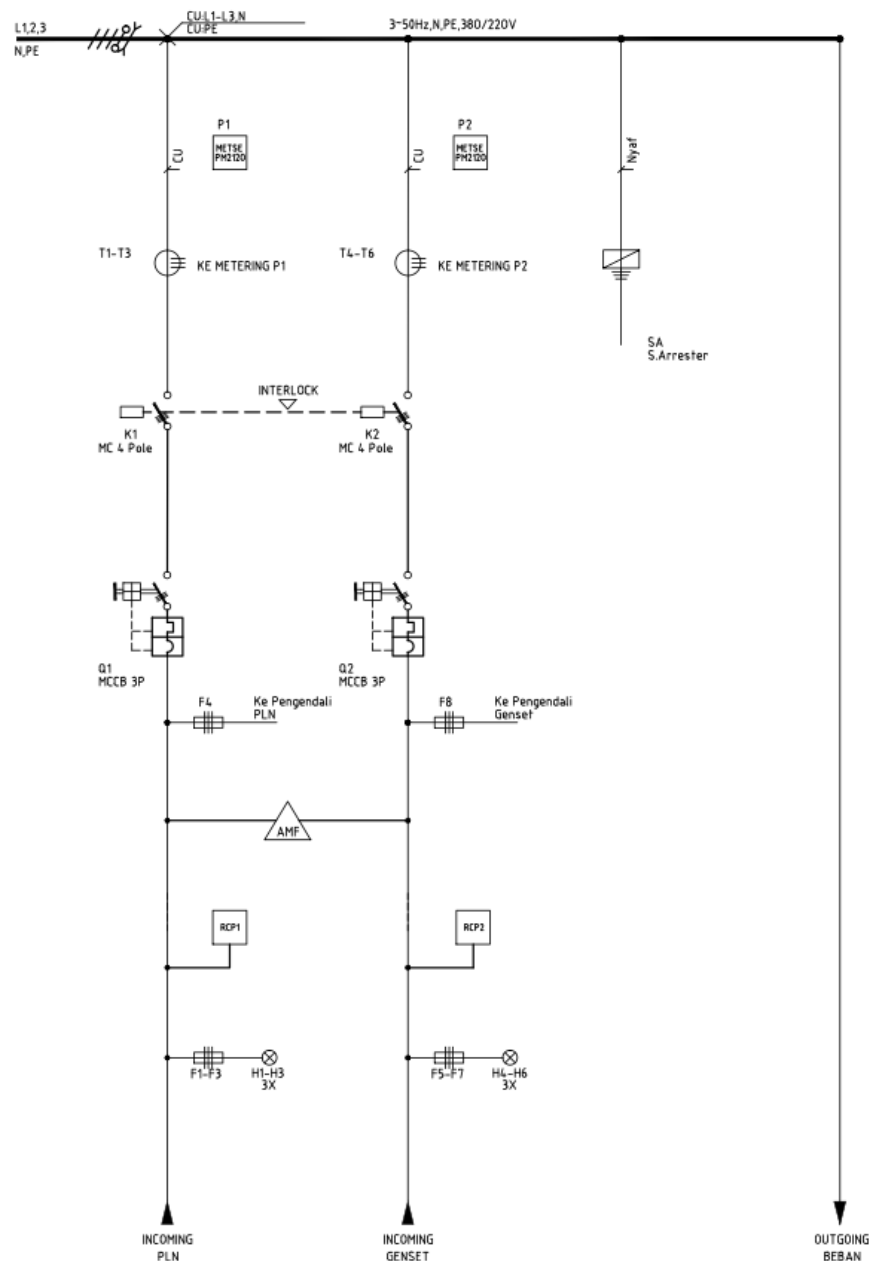 CU:L1-L3,N
L1,2,3
CU:PE
3~50Hz,N,PE,380/220V
N,PE
P1
METSE
PM2120
CU
P2
METSE
PM2120
CU
Nyaf
T1-T3
KE METERING P1
T4-T6
KE METERING P2
SA
S.Arrester
INTERLOCK
K1
MC 4 Pole
K2
MC 4 Pole
Q1
MCCB 3P
Q2
MCCB 3P
F4
Ke Pengendali
PLN
F8
Ke Pengendali
Genset
AMF
RCP1
RCP2
F1-F3
H1-H3
3X
F5-F7
H4-H6
3X
INCOMING
PLN
INCOMING
GENSET
OUTGOING
BEBAN